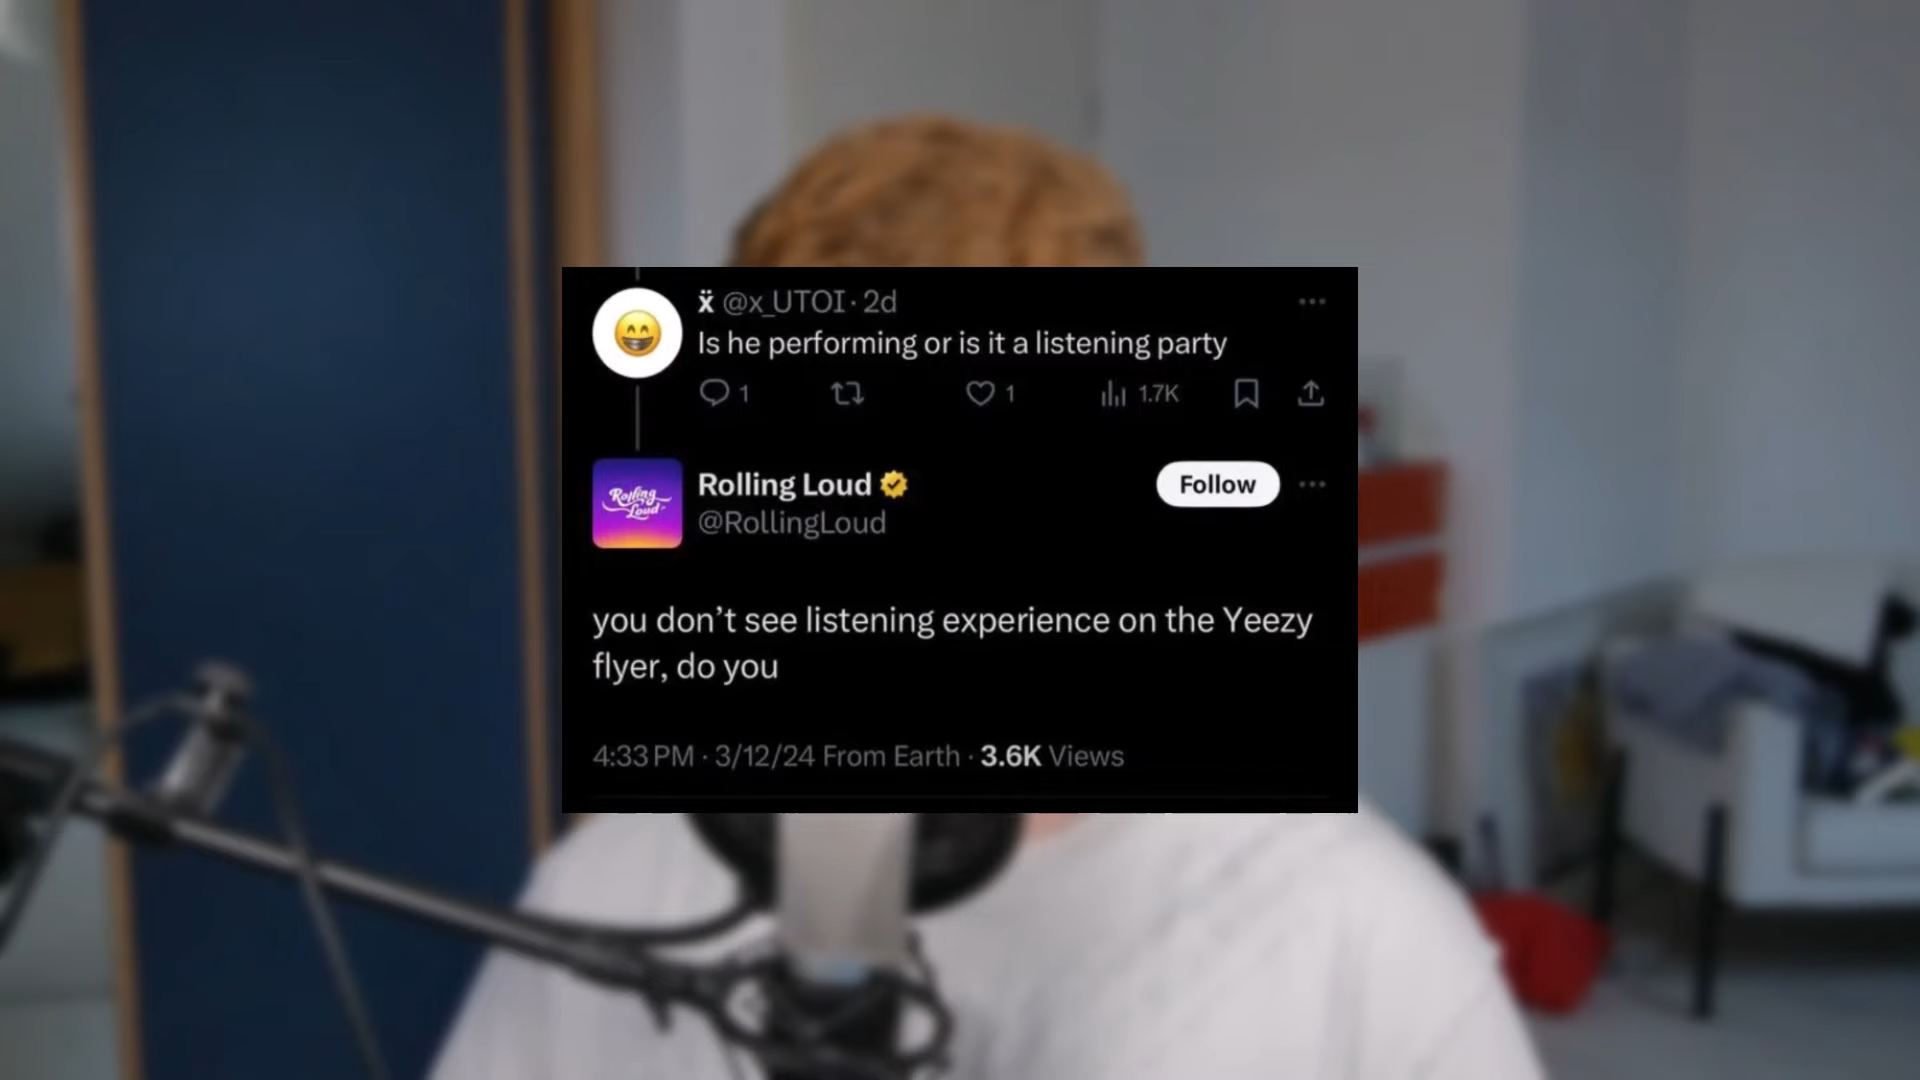 ẍ @x_UTOI · 2d
Is he performing or is it a listening party
1 1 1.7K
Rolling Loud
Rolling Loud Follow
@RollingLoud
you don’t see listening experience on the Yeezy
flyer, do you
4:33 PM · 3/12/24 From Earth · 3.6K Views